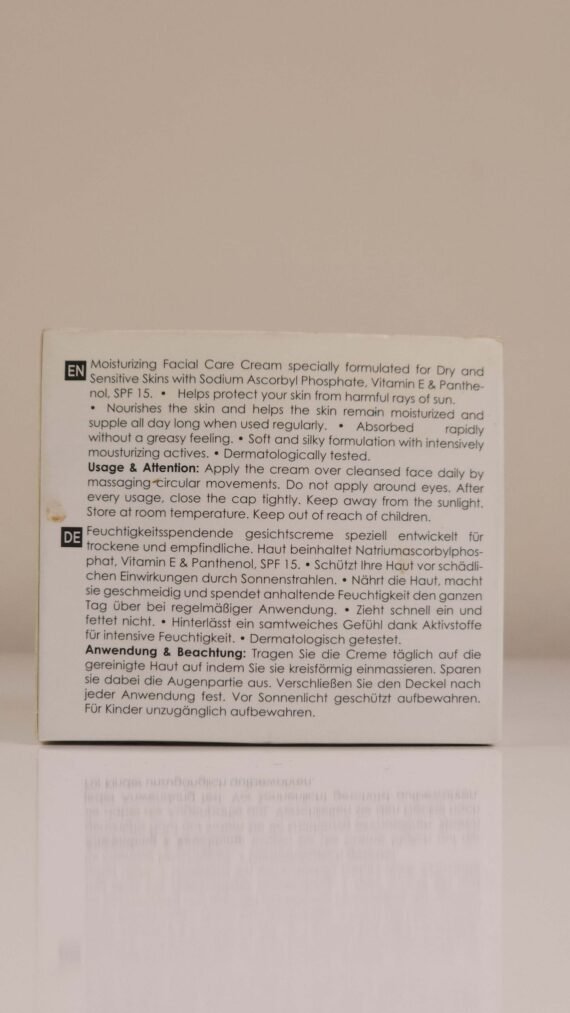 EN Moisturizing Facial Care Cream specially formulated for Dry and
Sensitive Skins with Sodium Ascorbyl Phosphate, Vitamin E & Panthe-
nol, SPF 15. • Helps protect your skin from harmful rays of sun.
• Nourishes the skin and helps the skin remain moisturized and
supple all day long when used regularly. • Absorbed rapidly
without a greasy feeling. • Soft and silky formulation with intensively
mousturizing actives. • Dermatologically tested.
Usage & Attention: Apply the cream over cleansed face daily by
massaging circular movements. Do not apply around eyes. After
every usage, close the cap tightly. Keep away from the sunlight.
Store at room temperature. Keep out of reach of children.
DE Feuchtigkeitsspendende gesichtscreme speziell entwickelt für
trockene und empfindliche. Haut beinhaltet Natriumascorbylphos-
phat, Vitamin E & Panthenol, SPF 15. • Schützt Ihre Haut vor schädli-
chen Einwirkungen durch Sonnenstrahlen. • Nährt die Haut, macht
sie geschmeidig und spendet anhaltende Feuchtigkeit den ganzen
Tag über bei regelmäßiger Anwendung. • Zieht schnell ein und
fettet nicht. • Hinterlässt ein samtweiches Gefühl dank Aktivstoffe
für intensive Feuchtigkeit. • Dermatologisch getestet.
Anwendung & Beachtung: Tragen Sie die Creme täglich auf die
gereinigte Haut auf indem Sie sie kreisförmig einmassieren. Sparen
sie dabei die Augenpartie aus. Verschließen Sie den Deckel nach
jeder Anwendung fest. Vor Sonnenlicht geschützt aufbewahren.
Für Kinder unzugänglich aufbewahren.